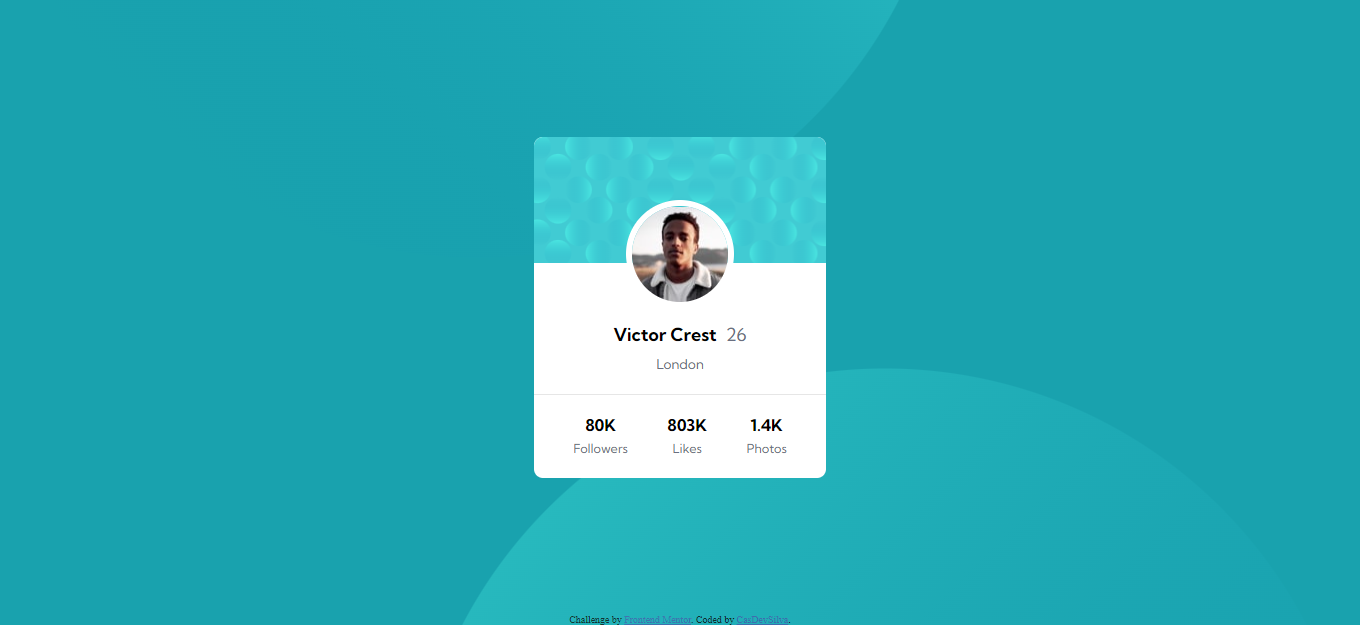 Victor Crest 26
London
80K 803K 1.4K
Followers Likes Photos
Challenge by Frontend Mentor. Coded by CasDevSilva.